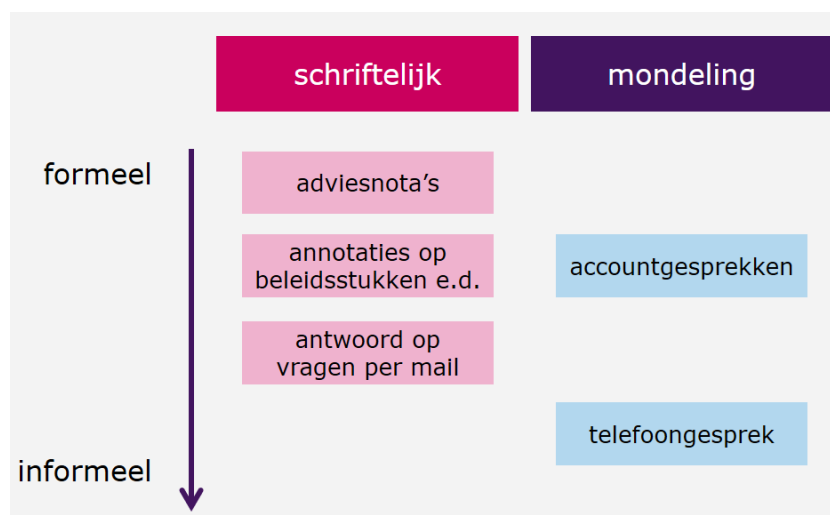 schriftelijk
mondeling
formeel
adviesnota’s
annotaties op
beleidsstukken e.d.
accountgesprekken
antwoord op
vragen per mail
telefoongesprek
informeel